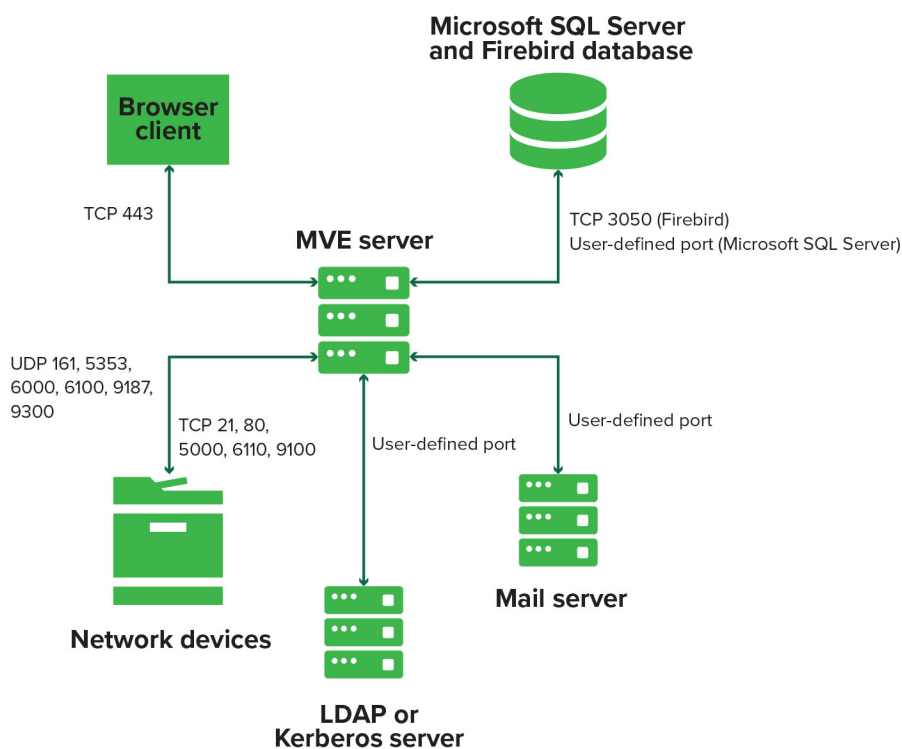 Microsoft SQL Server
and Firebird database
Browser
client
TCP 443
TCP 3050 (Firebird)
User-defined port (Microsoft SQL Server)
MVE server
UDP 161, 5353,
6000, 6100, 9187,
9300
TCP 21, 80,
5000, 6110, 9100
User-defined port
User-defined port
Network devices
Mail server
LDAP or
Kerberos server